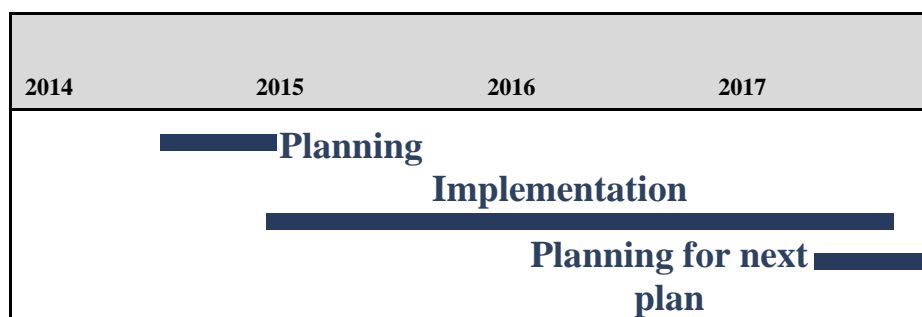 2014 2015 2016 2017
Planning
Implementation
Planning for next
plan